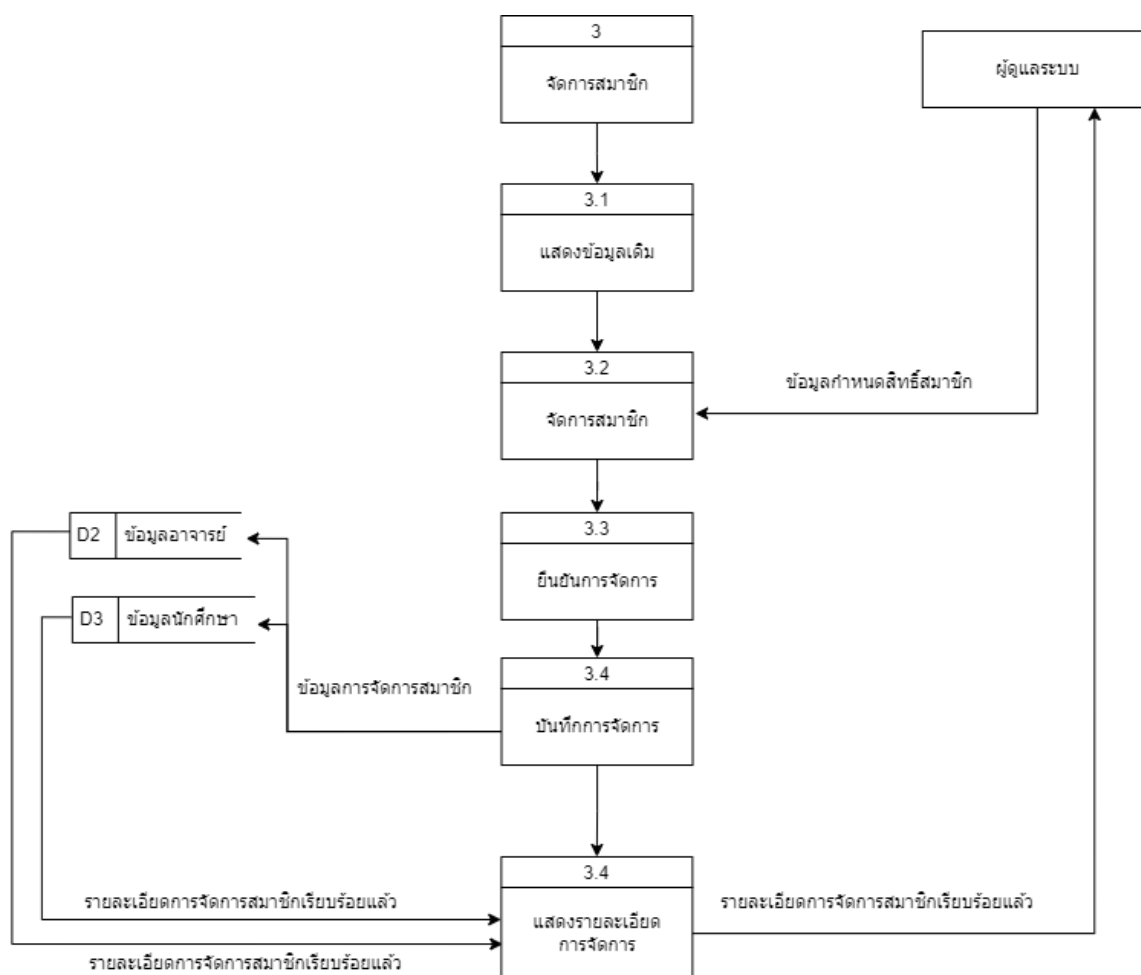 3
จัดการสมาชิก
ผู้ดูแลระบบ
3.1
แสดงข้อมูลเดิม
3.2
จัดการสมาชิก
ข้อมูลกำหนดสิทธิ์สมาชิก
3.3
ยืนยันการจัดการ
D2 ข้อมูลอาจารย์
D3 ข้อมูลนักศึกษา
3.4
บันทึกการจัดการ
ข้อมูลการจัดการสมาชิก
3.4
แสดงรายละเอียด
การจัดการ
รายละเอียดการจัดการสมาชิกเรียบร้อยแล้ว
รายละเอียดการจัดการสมาชิกเรียบร้อยแล้ว
รายละเอียดการจัดการสมาชิกเรียบร้อยแล้ว